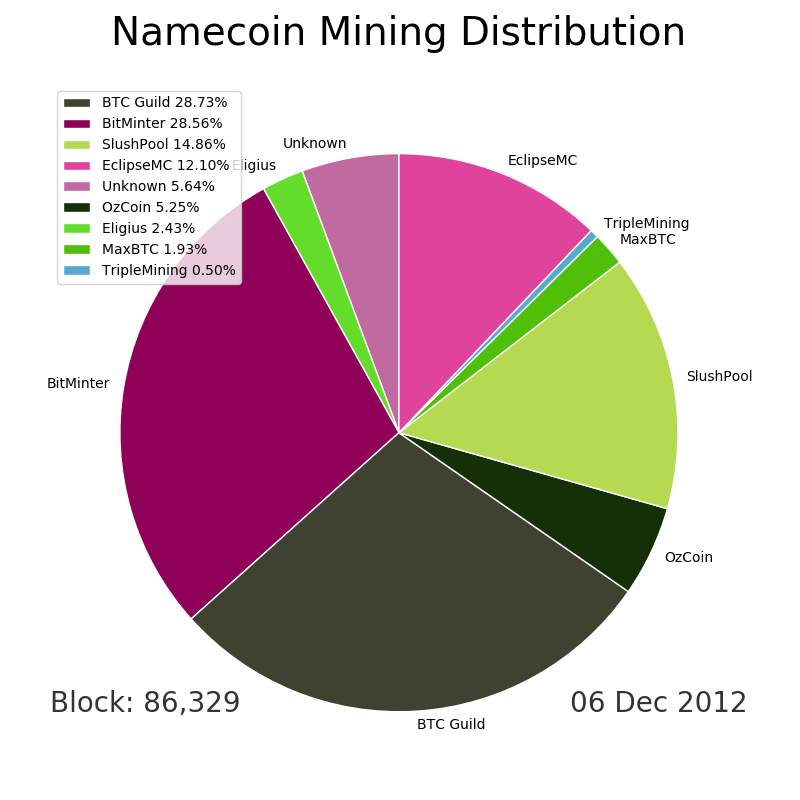 Namecoin Mining Distribution
BTC Guild 28.73%
BitMinter 28.56%
SlushPool 14.86%
EclipseMC 12.10%
Unknown 5.64%
OzCoin 5.25%
Eligius 2.43%
MaxBTC 1.93%
TripleMining 0.50%
Unknown
Eligius
EclipseMC
TripleMining
MaxBTC
BitMinter
SlushPool
OzCoin
BTC Guild
Block: 86,329
06 Dec 2012